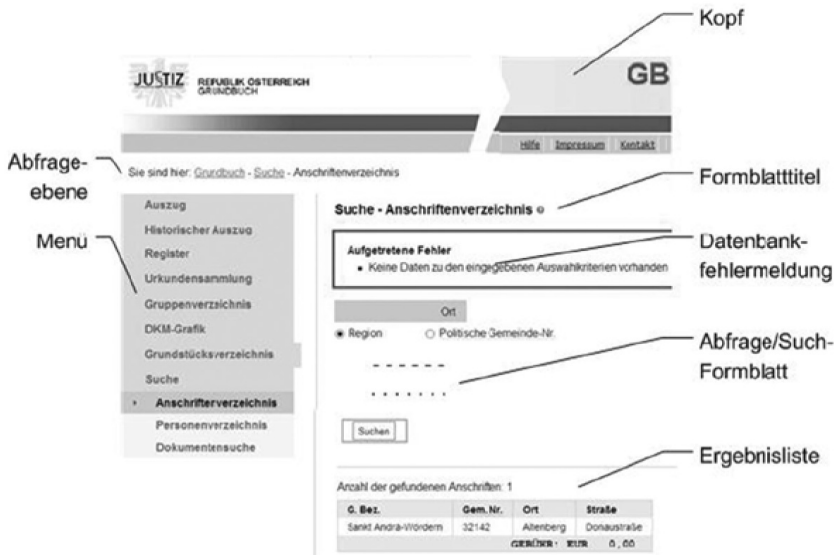 Kopf
JUSTIZ
REPUBLIK ÖSTERREICH
GRUNDBUCH
GB
Hilfe Impressum Kontakt
Abfrage-
ebene
Sie sind hier: Grundbuch - Suche - Anschriftenverzeichnis
Formblatttitel
Menü
Auszug
Historischer Auszug
Register
Urkundensammlung
Gruppenverzeichnis
DKM-Grafik
Grundstücksverzeichnis
Suche
Anschriftenverzeichnis
Personenverzeichnis
Dokumentensuche
Suche - Anschriftenverzeichnis
Aufgetretene Fehler
• Keine Daten zu den eingegebenen Auswahlkriterien vorhanden
Datenbank-
fehlermeldung
Ort
Region Politische Gemeinde-Nr.
Abfrage/Such-
Formblatt
Suchen
Ergebnisliste
Anzahl der gefundenen Anschriften: 1
G. Bez. Gem. Nr. Ort Straße
Sankt Andrä-Wördern 32142 Altenberg Donaustraße
GEBÜHR: EUR 0,00